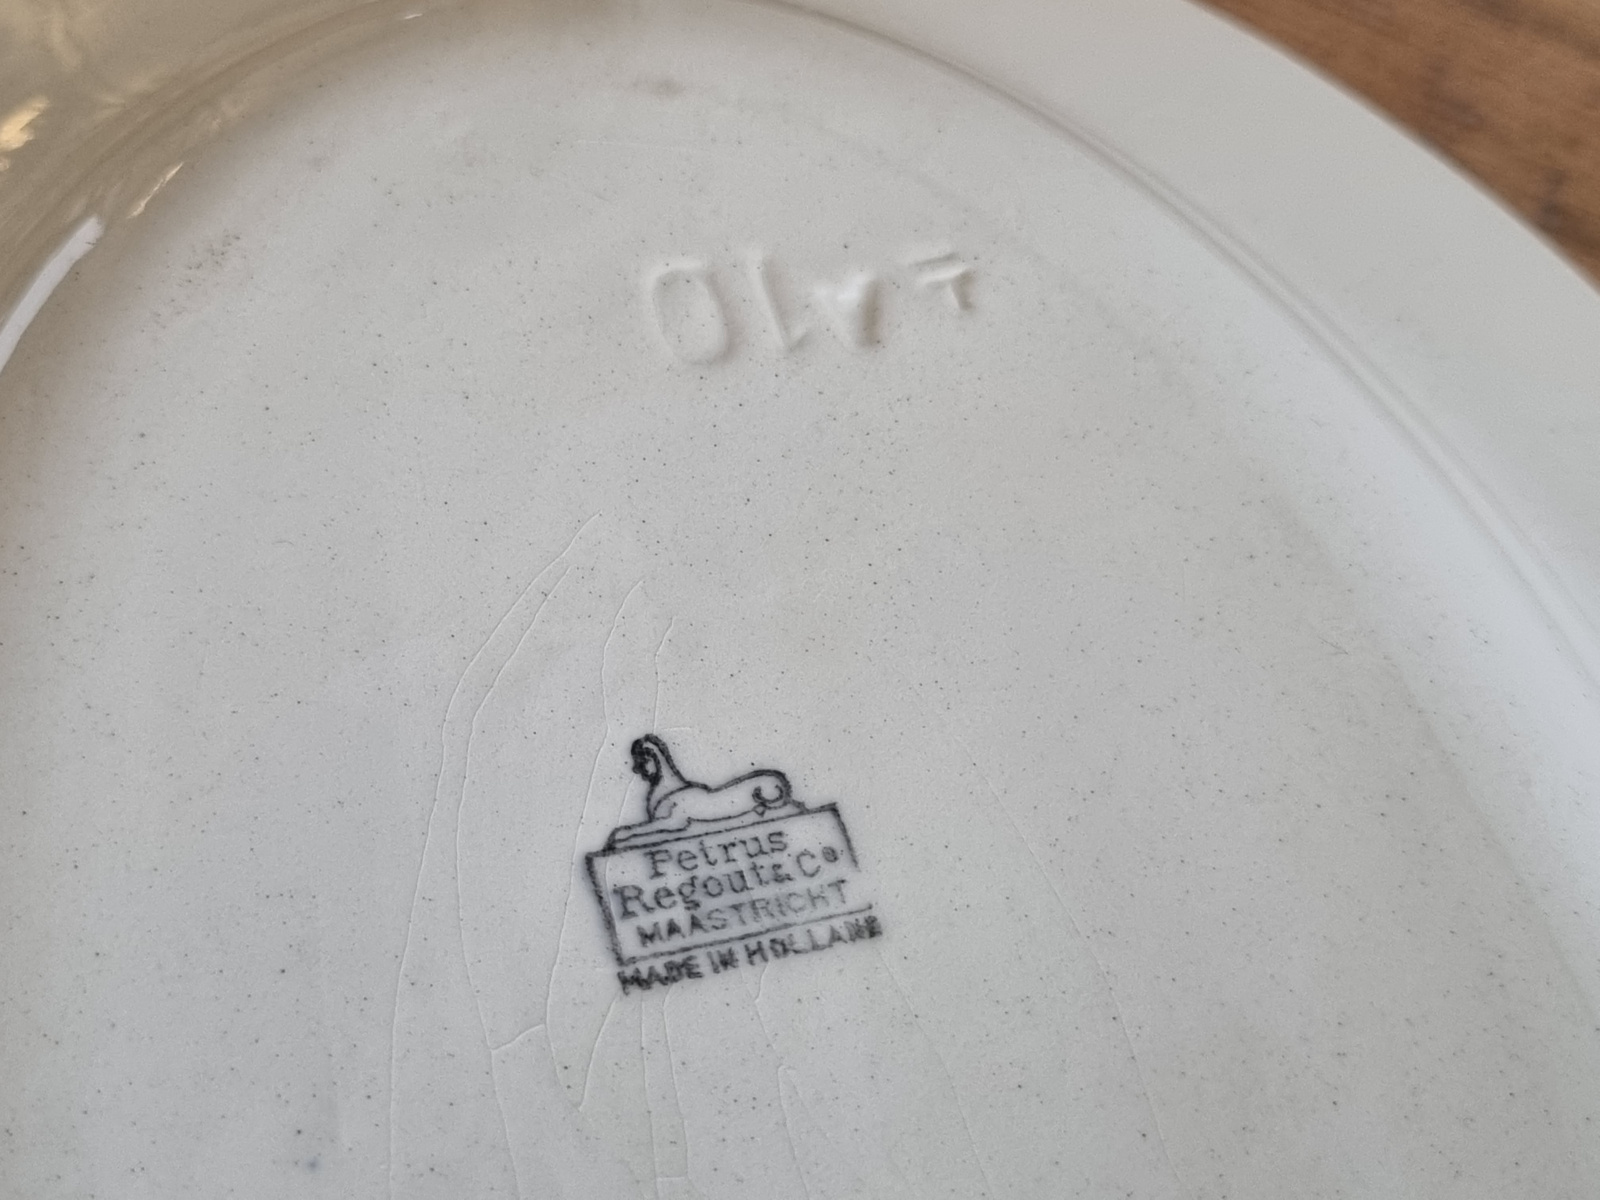 Petrus
Regout & Cº
MAASTRICHT
MADE IN HOLLAND